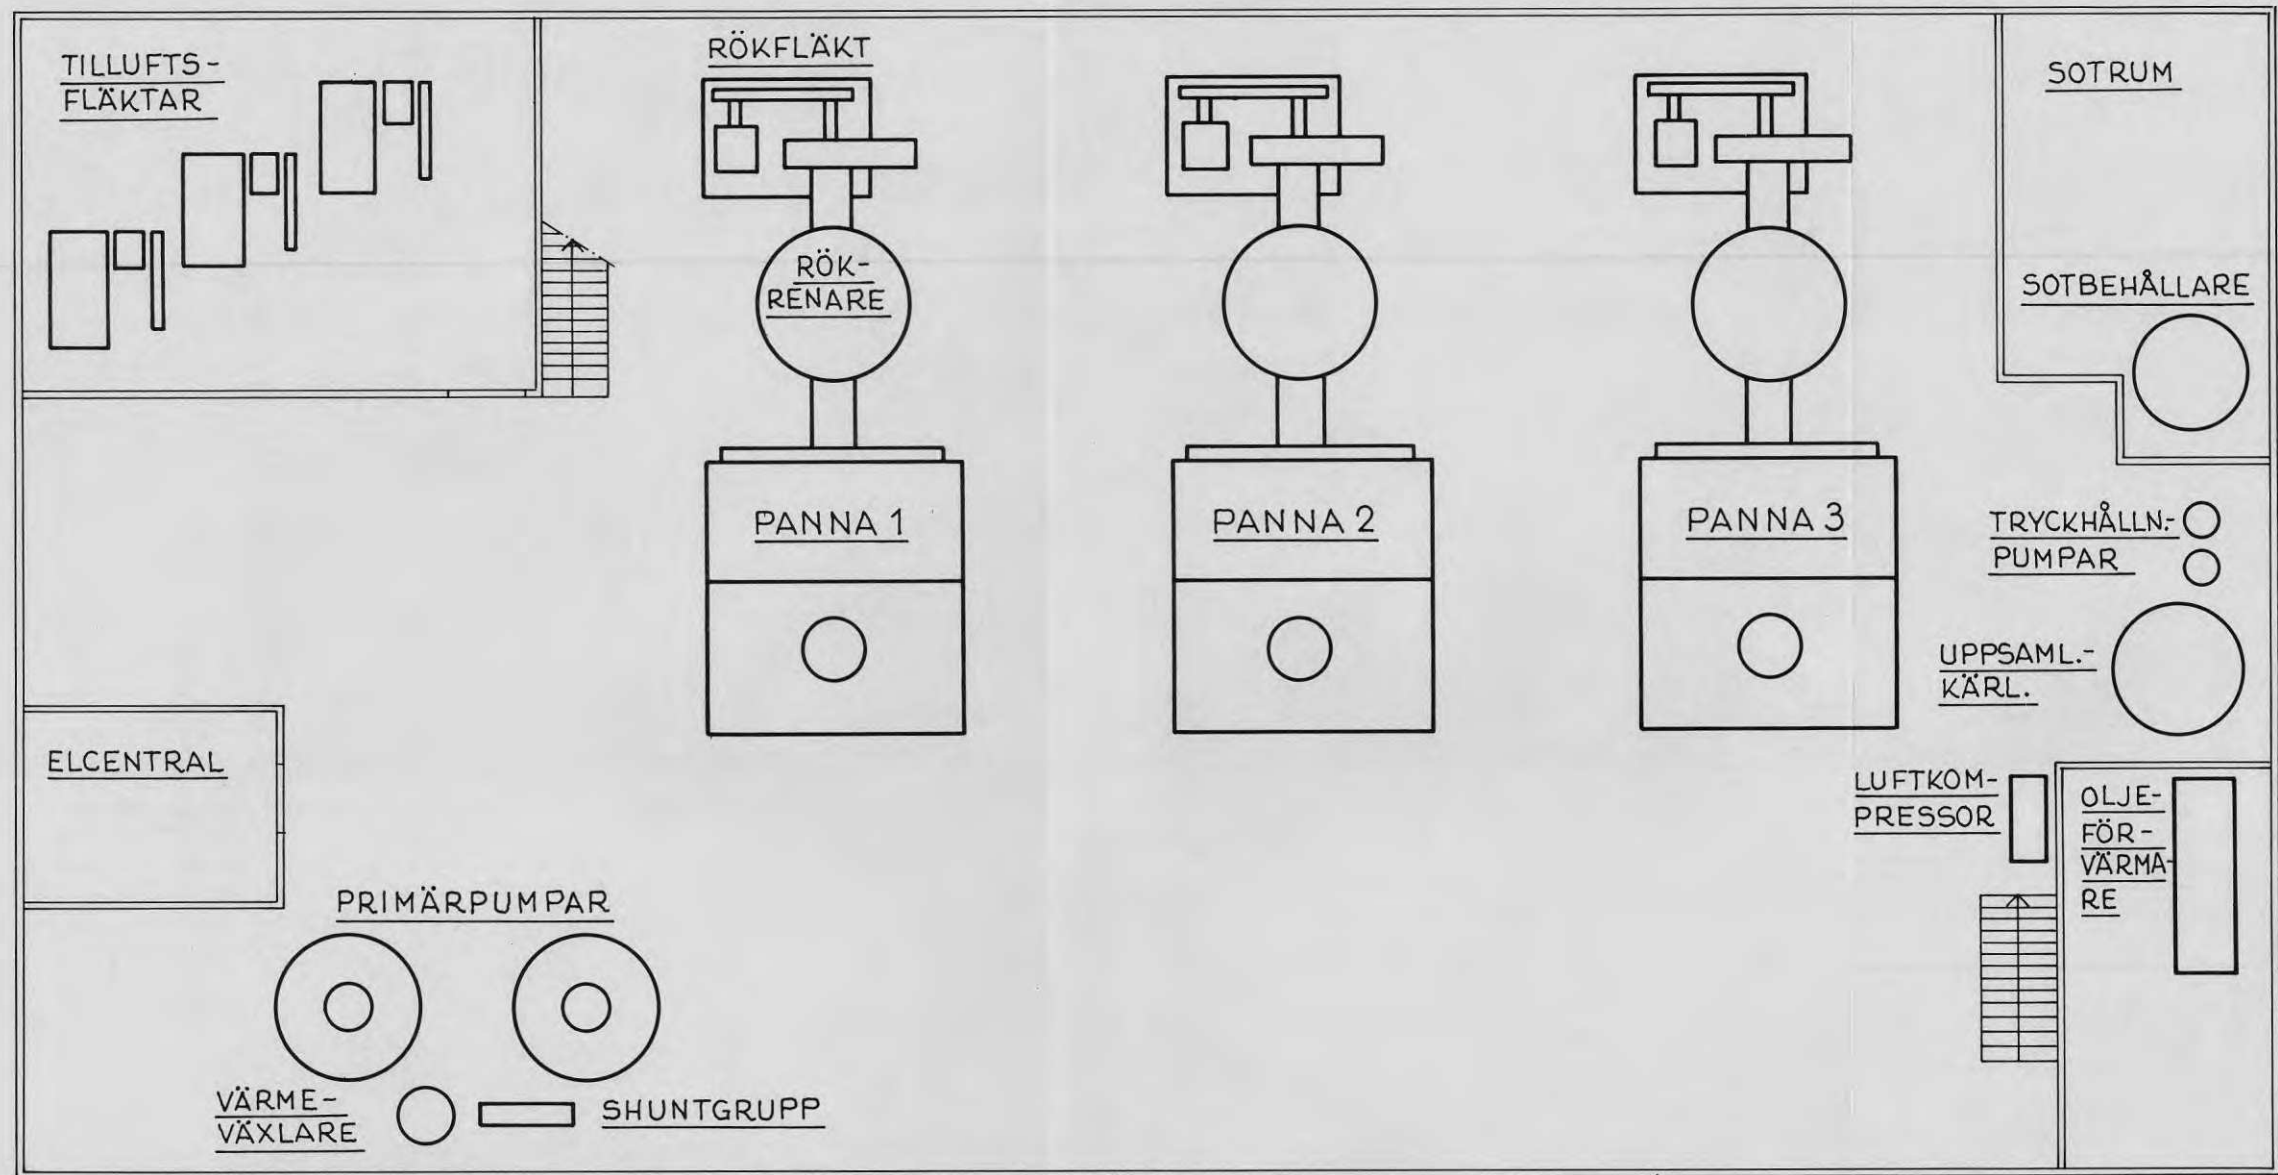 TILLUFTS-
FLÄKTAR
RÖKFLÄKT
SOTRUM
RÖK-
RENARE
SOTBEHÅLLARE
PANNA 1
PANNA 2
PANNA 3
TRYCKHÅLLN.-
PUMPAR
UPPSAML.-
KÄRL.
ELCENTRAL
LUFTKOM-
PRESSOR
OLJE-
FÖR-
VÄRMA-
RE
PRIMÄRPUMPAR
VÄRME-
VÄXLARE
SHUNTGRUPP